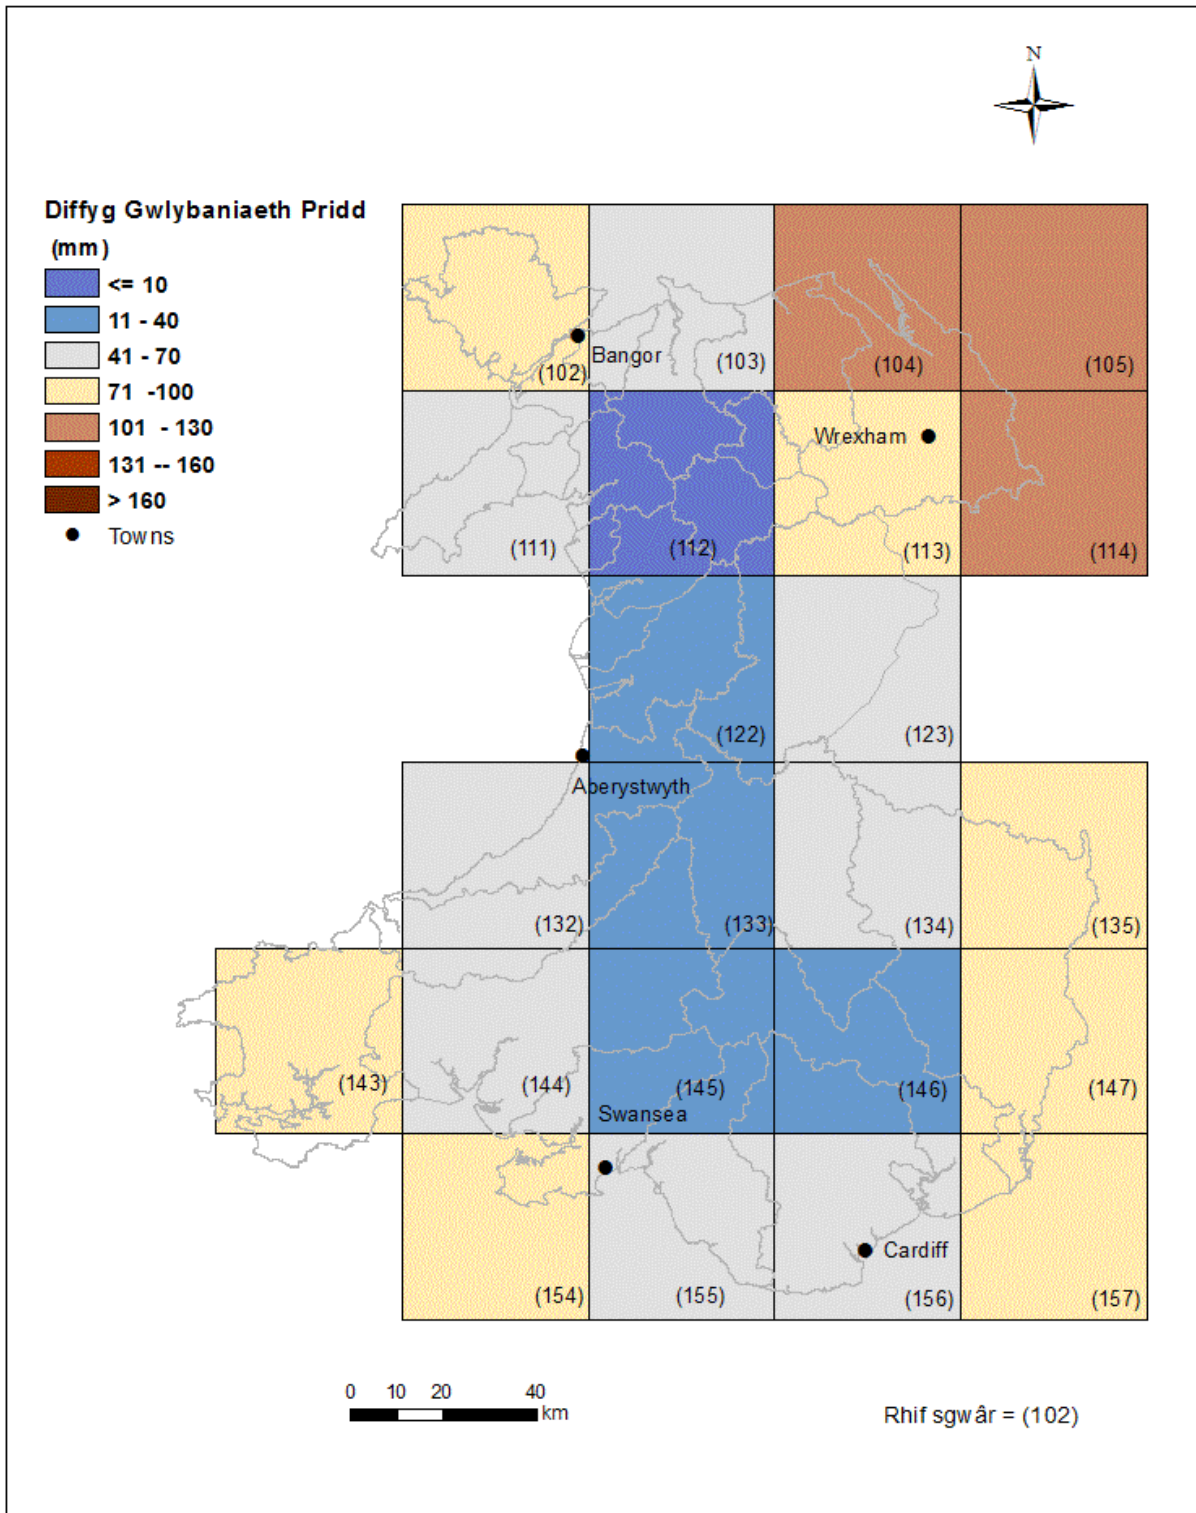 N
Diffyg Gwlybaniaeth Pridd
(mm)
<= 10
11 - 40
41 - 70
71 -100
101 - 130
131 -- 160
> 160
Towns
Bangor
(102)
(103)
(104)
(105)
Wrexham
(111)
(112)
(113)
(114)
(122)
(123)
Aberystwyth
(132)
(133)
(134)
(135)
(143)
(144)
(145)
(146)
(147)
Swansea
Cardiff
(154)
(155)
(156)
(157)
0 10 20 40
km
Rhif sgwâr = (102)